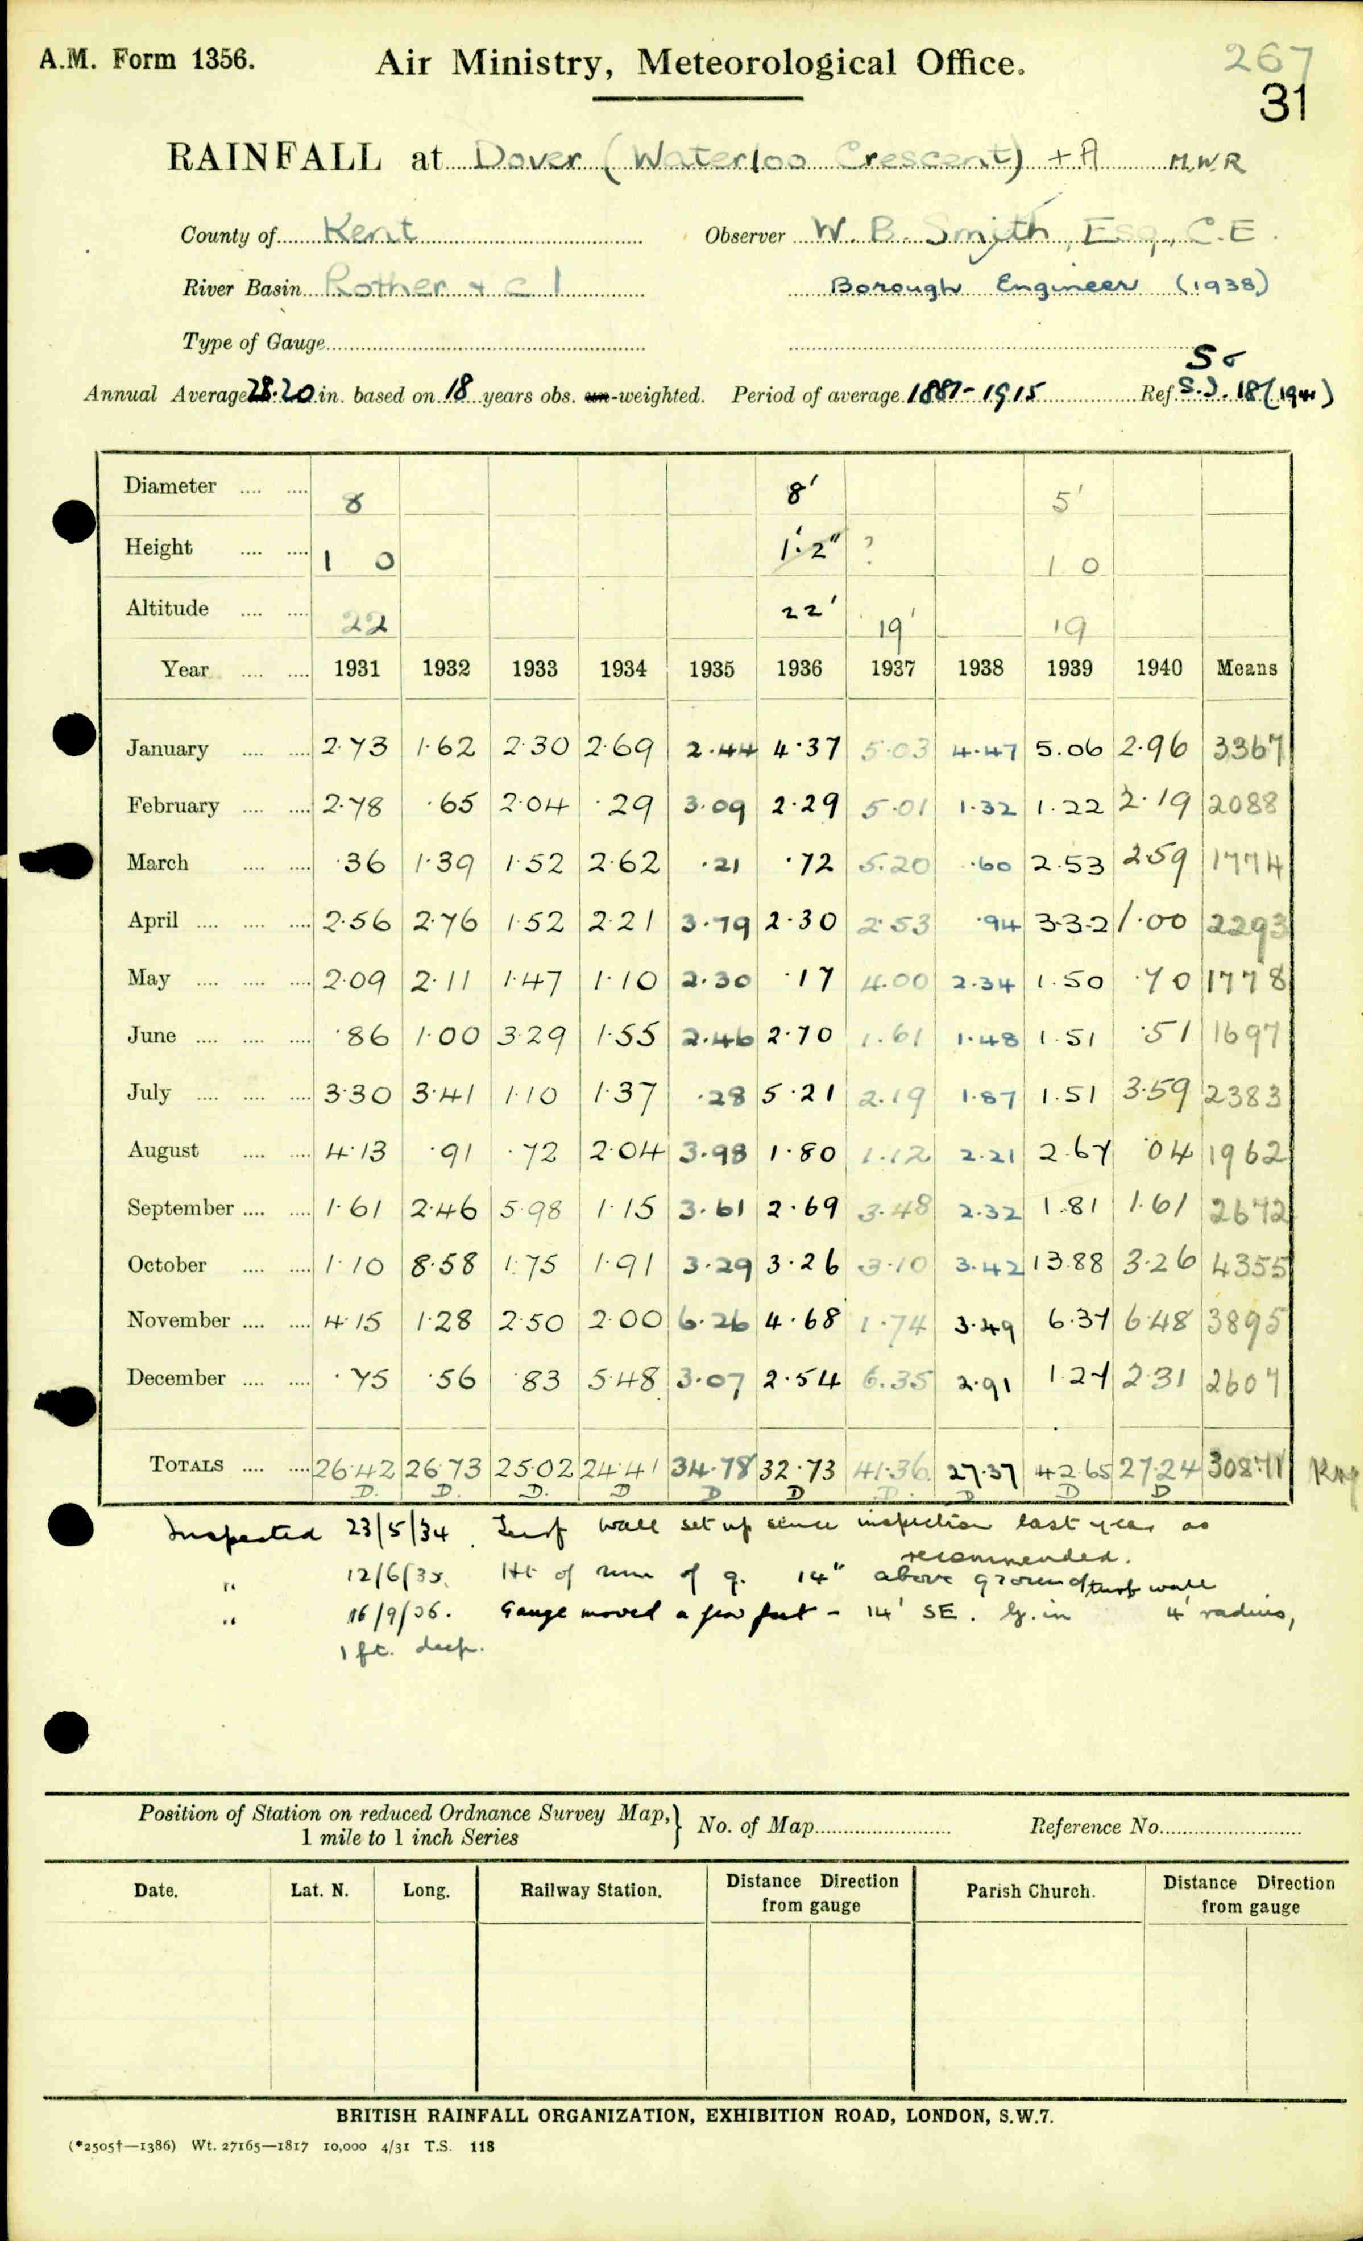 A.M. Form 1356. Air Ministry, Meteorological Office. 267
31
RAINFALL at Dover (Waterloo Crescent) + A M.W.R
County of Kent Observer W. B. Smith, Esq., C.E.
River Basin Rother + c 1 Borough Engineer (1938)
Type of Gauge
Annual Average 28.20 in. based on 18 years obs. un-weighted. Period of average 1881-1915 Ref. S.J. 18 (1941)
Diameter 8 8' 5'
Height 1 0 1'.2" ? 1 0
Altitude 22 22' 19' 19
Year 1931 1932 1933 1934 1935 1936 1937 1938 1939 1940 Means
January 2.73 1.62 2.30 2.69 2.44 4.37 5.03 4.47 5.06 2.96 3367
February 2.78 .65 2.04 .29 3.09 2.29 5.01 1.32 1.22 2.19 2088
March .36 1.39 1.52 2.62 .21 .72 5.20 .60 2.53 2.59 1774
April 2.56 2.76 1.52 2.21 3.79 2.30 2.53 .94 3.32 1.00 2293
May 2.09 2.11 1.47 1.10 2.30 .17 4.00 2.34 1.50 .70 1778
June .86 1.00 3.29 1.55 2.46 2.70 1.61 1.48 1.51 .51 1697
July 3.30 3.41 1.10 1.37 .28 5.21 2.19 1.87 1.51 3.59 2383
August 4.13 .91 .72 2.04 3.98 1.80 1.12 2.21 2.67 .04 1962
September 1.61 2.46 5.98 1.15 3.61 2.69 3.48 2.32 1.81 1.61 2672
October 1.10 8.58 1.75 1.91 3.29 3.26 3.10 3.42 13.88 3.26 4355
November 4.15 1.28 2.50 2.00 6.26 4.68 1.74 3.49 6.37 6.48 3895
December .75 .56 .83 5.48 3.07 2.54 6.35 2.91 1.27 2.31 2607
TOTALS 26.42 26.73 25.02 24.41 34.78 32.73 41.36 27.37 42.65 27.24 30871
D. D. D. D D D D. D D D
Inspected 23/5/34. Turf wall set up since inspection last year as recommended.
" 12/6/35. Ht of rim of g. 14" above ground turf wall
" 16/9/36. Gauge moved a few feet - 14' SE. G. in 4' radius,
1 ft. deep.
Position of Station on reduced Ordnance Survey Map, 1 mile to 1 inch Series } No. of Map Reference No.
Date. Lat. N. Long. Railway Station. Distance Direction from gauge Parish Church. Distance Direction from gauge
BRITISH RAINFALL ORGANIZATION, EXHIBITION ROAD, LONDON, S.W.7.
(*2505†—1386) Wt. 27165—1817 10,000 4/31 T.S. 118